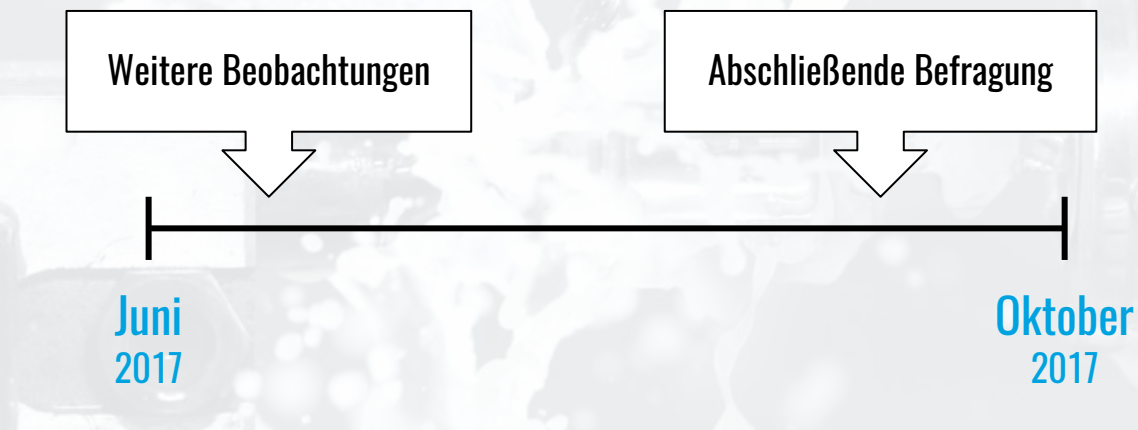 Weitere Beobachtungen
Abschließende Befragung
Juni
2017
Oktober
2017